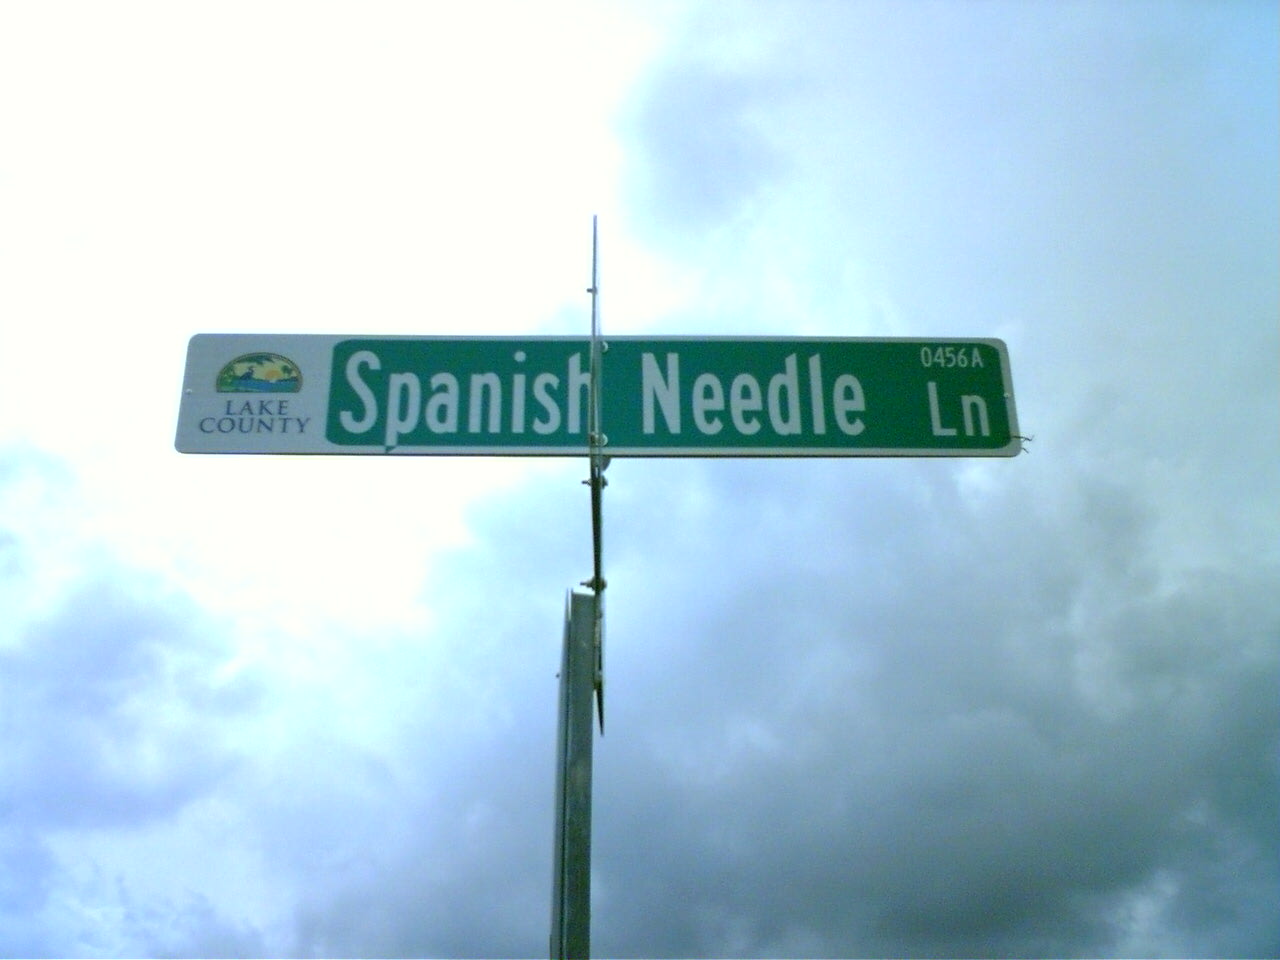 LAKE
COUNTY
Spanish Needle
0456A
Ln